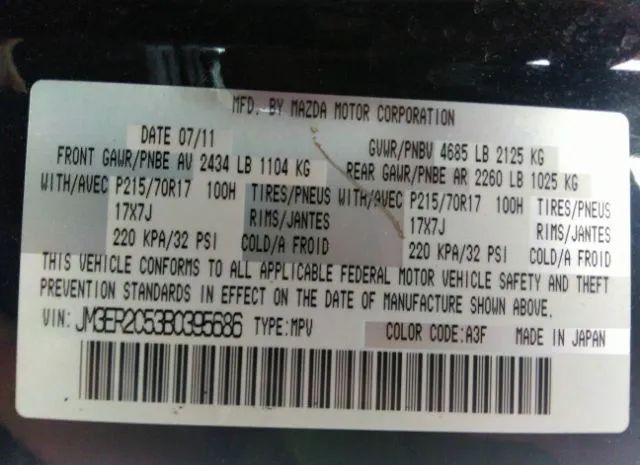 MFD. BY MAZDA MOTOR CORPORATION
DATE 07/11 GVWR/PNBV 4685 LB 2125 KG
FRONT GAWR/PNBE AV 2434 LB 1104 KG REAR GAWR/PNBE AR 2260 LB 1025 KG
WITH/AVEC P215/70R17 100H TIRES/PNEUS WITH/AVEC P215/70R17 100H TIRES/PNEUS
17X7J RIMS/JANTES 17X7J RIMS/JANTES
220 KPA/32 PSI COLD/A FROID 220 KPA/32 PSI COLD/A FROID
THIS VEHICLE CONFORMS TO ALL APPLICABLE FEDERAL MOTOR VEHICLE SAFETY AND THEFT
PREVENTION STANDARDS IN EFFECT ON THE DATE OF MANUFACTURE SHOWN ABOVE.
VIN: JM3ER2C53B0395686 TYPE:MPV COLOR CODE:A3F MADE IN JAPAN